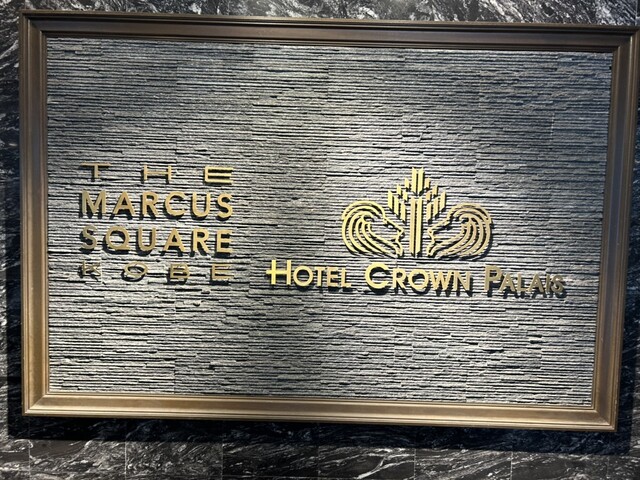 THE
MARCUS
SQUARE
KOBE
HOTEL CROWN PALAIS